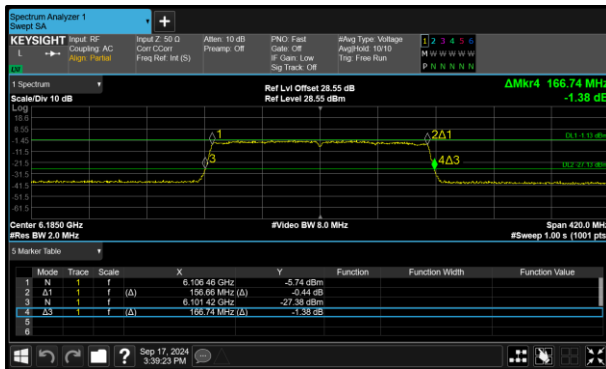 Spectrum Analyzer 1
Swept SA
KEYSIGHT Input: RF Input Z: 50 Ω Atten: 10 dB PNO: Fast #Avg Type: Voltage 1 2 3 4 5 6
L Coupling: AC Corr CCorr Preamp: Off Gate: Off Avg|Hold: 10/10 M W W W W W
Align: Partial Freq Ref: Int (S) IF Gain: Low Trig: Free Run P N N N N N
Sig Track: Off
1 Spectrum Ref Lvl Offset 28.55 dB ΔMkr4 166.74 MHz
Scale/Div 10 dB Ref Level 28.55 dBm -1.38 dB
Log
18.6
8.55
-1.45 1 2Δ1 DL1 -1.13 dBm
-11.5
-21.5 3 4Δ3 DL2 -27.13 dBm
-31.5
-41.5
-51.5
-61.5
Center 6.1850 GHz #Video BW 8.0 MHz Span 420.0 MHz
#Res BW 2.0 MHz #Sweep 1.00 s (1001 pts)
5 Marker Table
Mode Trace Scale X Y Function Function Width Function Value
1 N 1 f 6.106 46 GHz -5.74 dBm
2 Δ1 1 f (Δ) 156.66 MHz (Δ) -0.44 dB
3 N 1 f 6.101 42 GHz -27.38 dBm
4 Δ3 1 f (Δ) 166.74 MHz (Δ) -1.38 dB
5
6
? Sep 17, 2024
3:39:23 PM